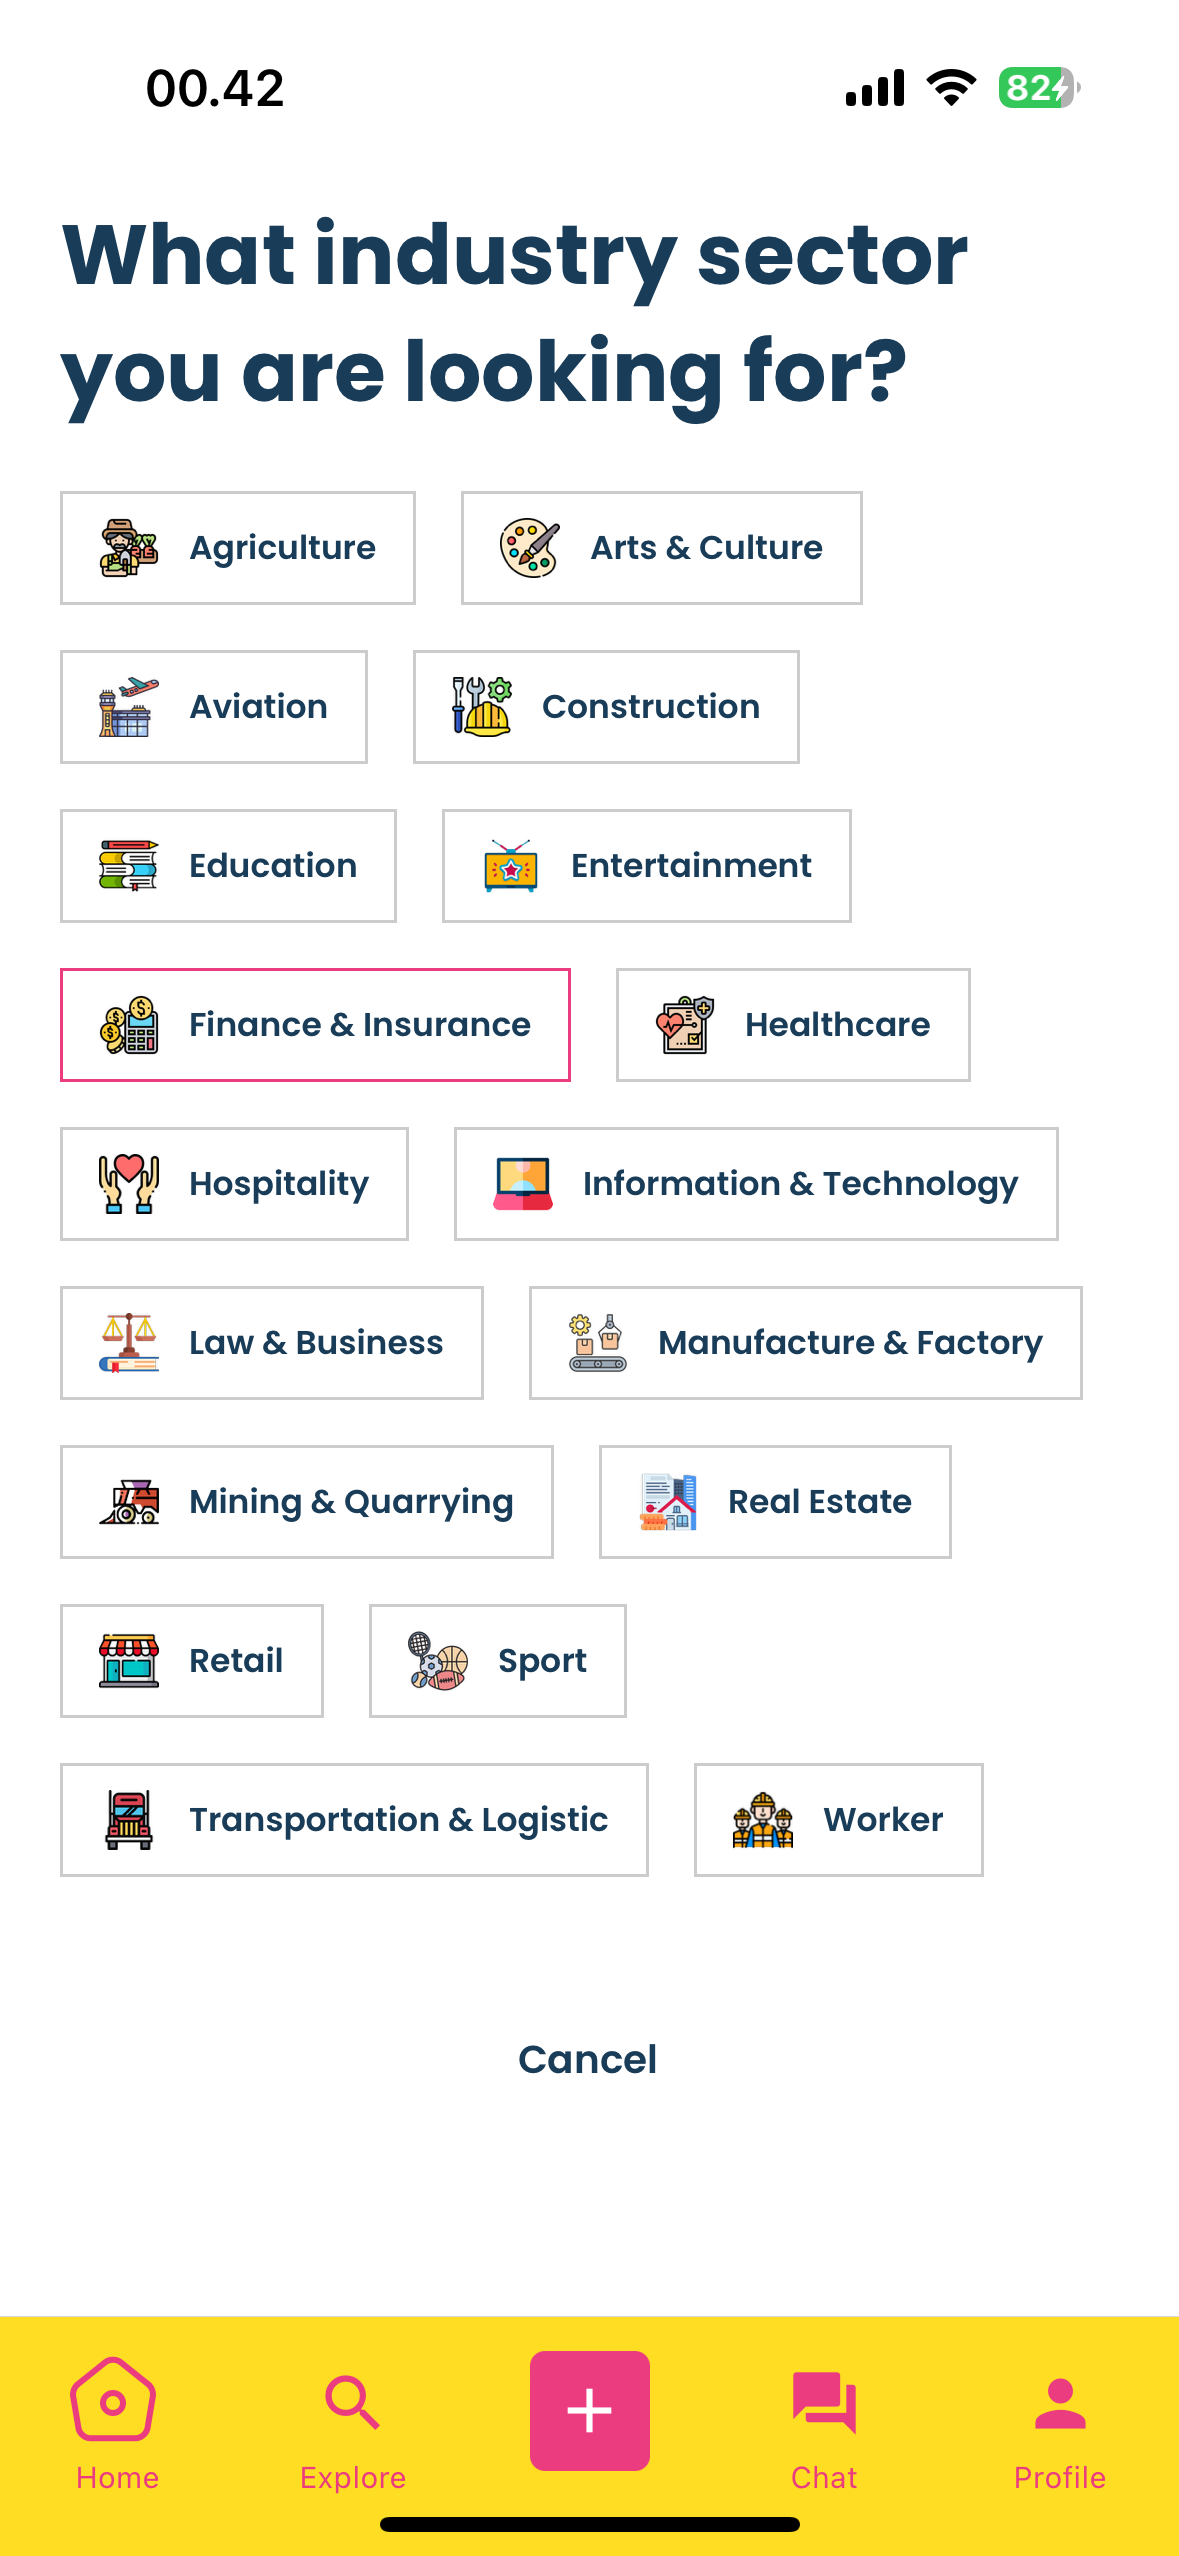 00.42
82
What industry sector
you are looking for?
Agriculture
Arts & Culture
Aviation
Construction
Education
Entertainment
Finance & Insurance
Healthcare
Hospitality
Information & Technology
Law & Business
Manufacture & Factory
Mining & Quarrying
Real Estate
Retail
Sport
Transportation & Logistic
Worker
Cancel
Home
Explore
Chat
Profile